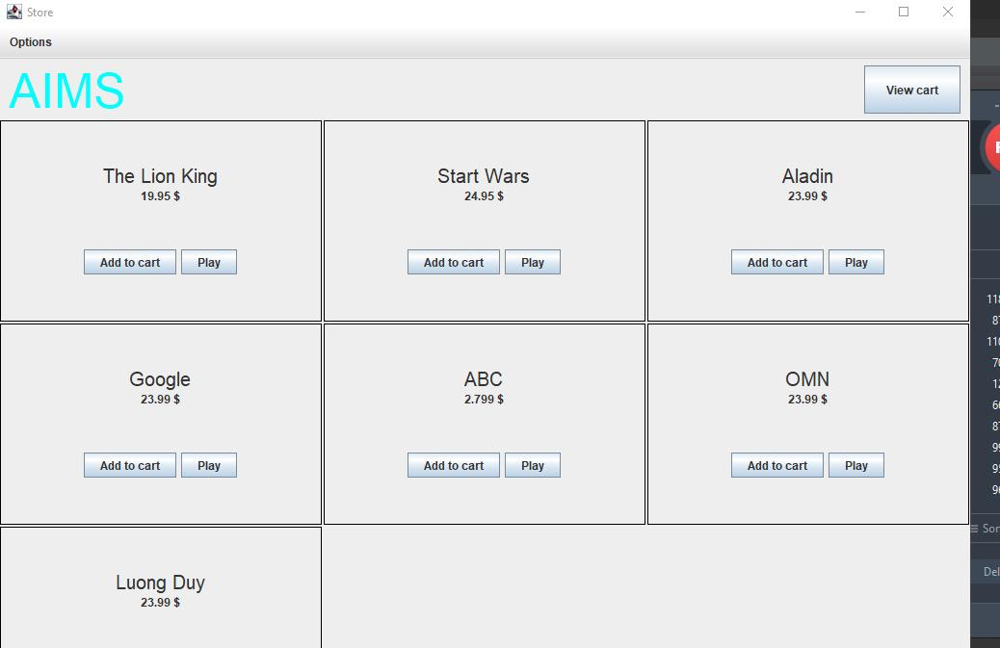 Store
Options
AIMS
View cart
The Lion King
19.95 $
Add to cart Play
Start Wars
24.95 $
Add to cart Play
Aladin
23.99 $
Add to cart Play
Google
23.99 $
Add to cart Play
ABC
2.799 $
Add to cart Play
OMN
23.99 $
Add to cart Play
Luong Duy
23.99 $